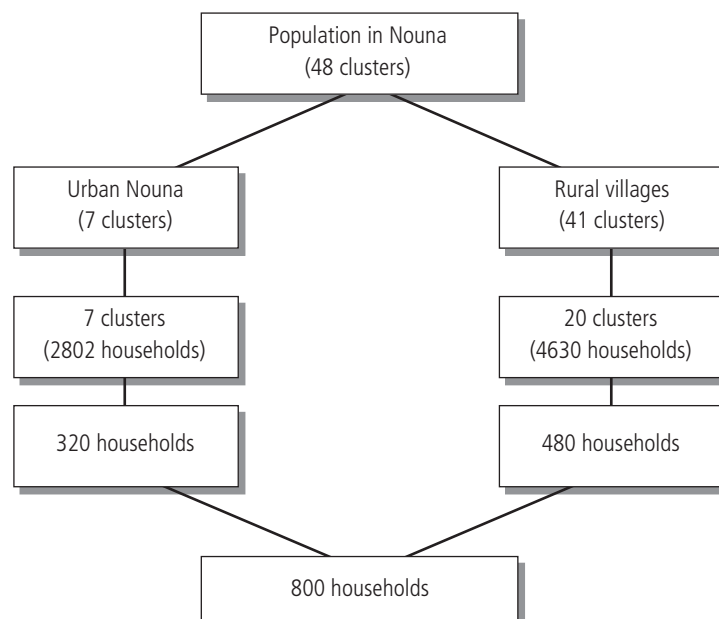 Population in Nouna
(48 clusters)
Urban Nouna
(7 clusters)
Rural villages
(41 clusters)
7 clusters
(2802 households)
20 clusters
(4630 households)
320 households
480 households
800 households